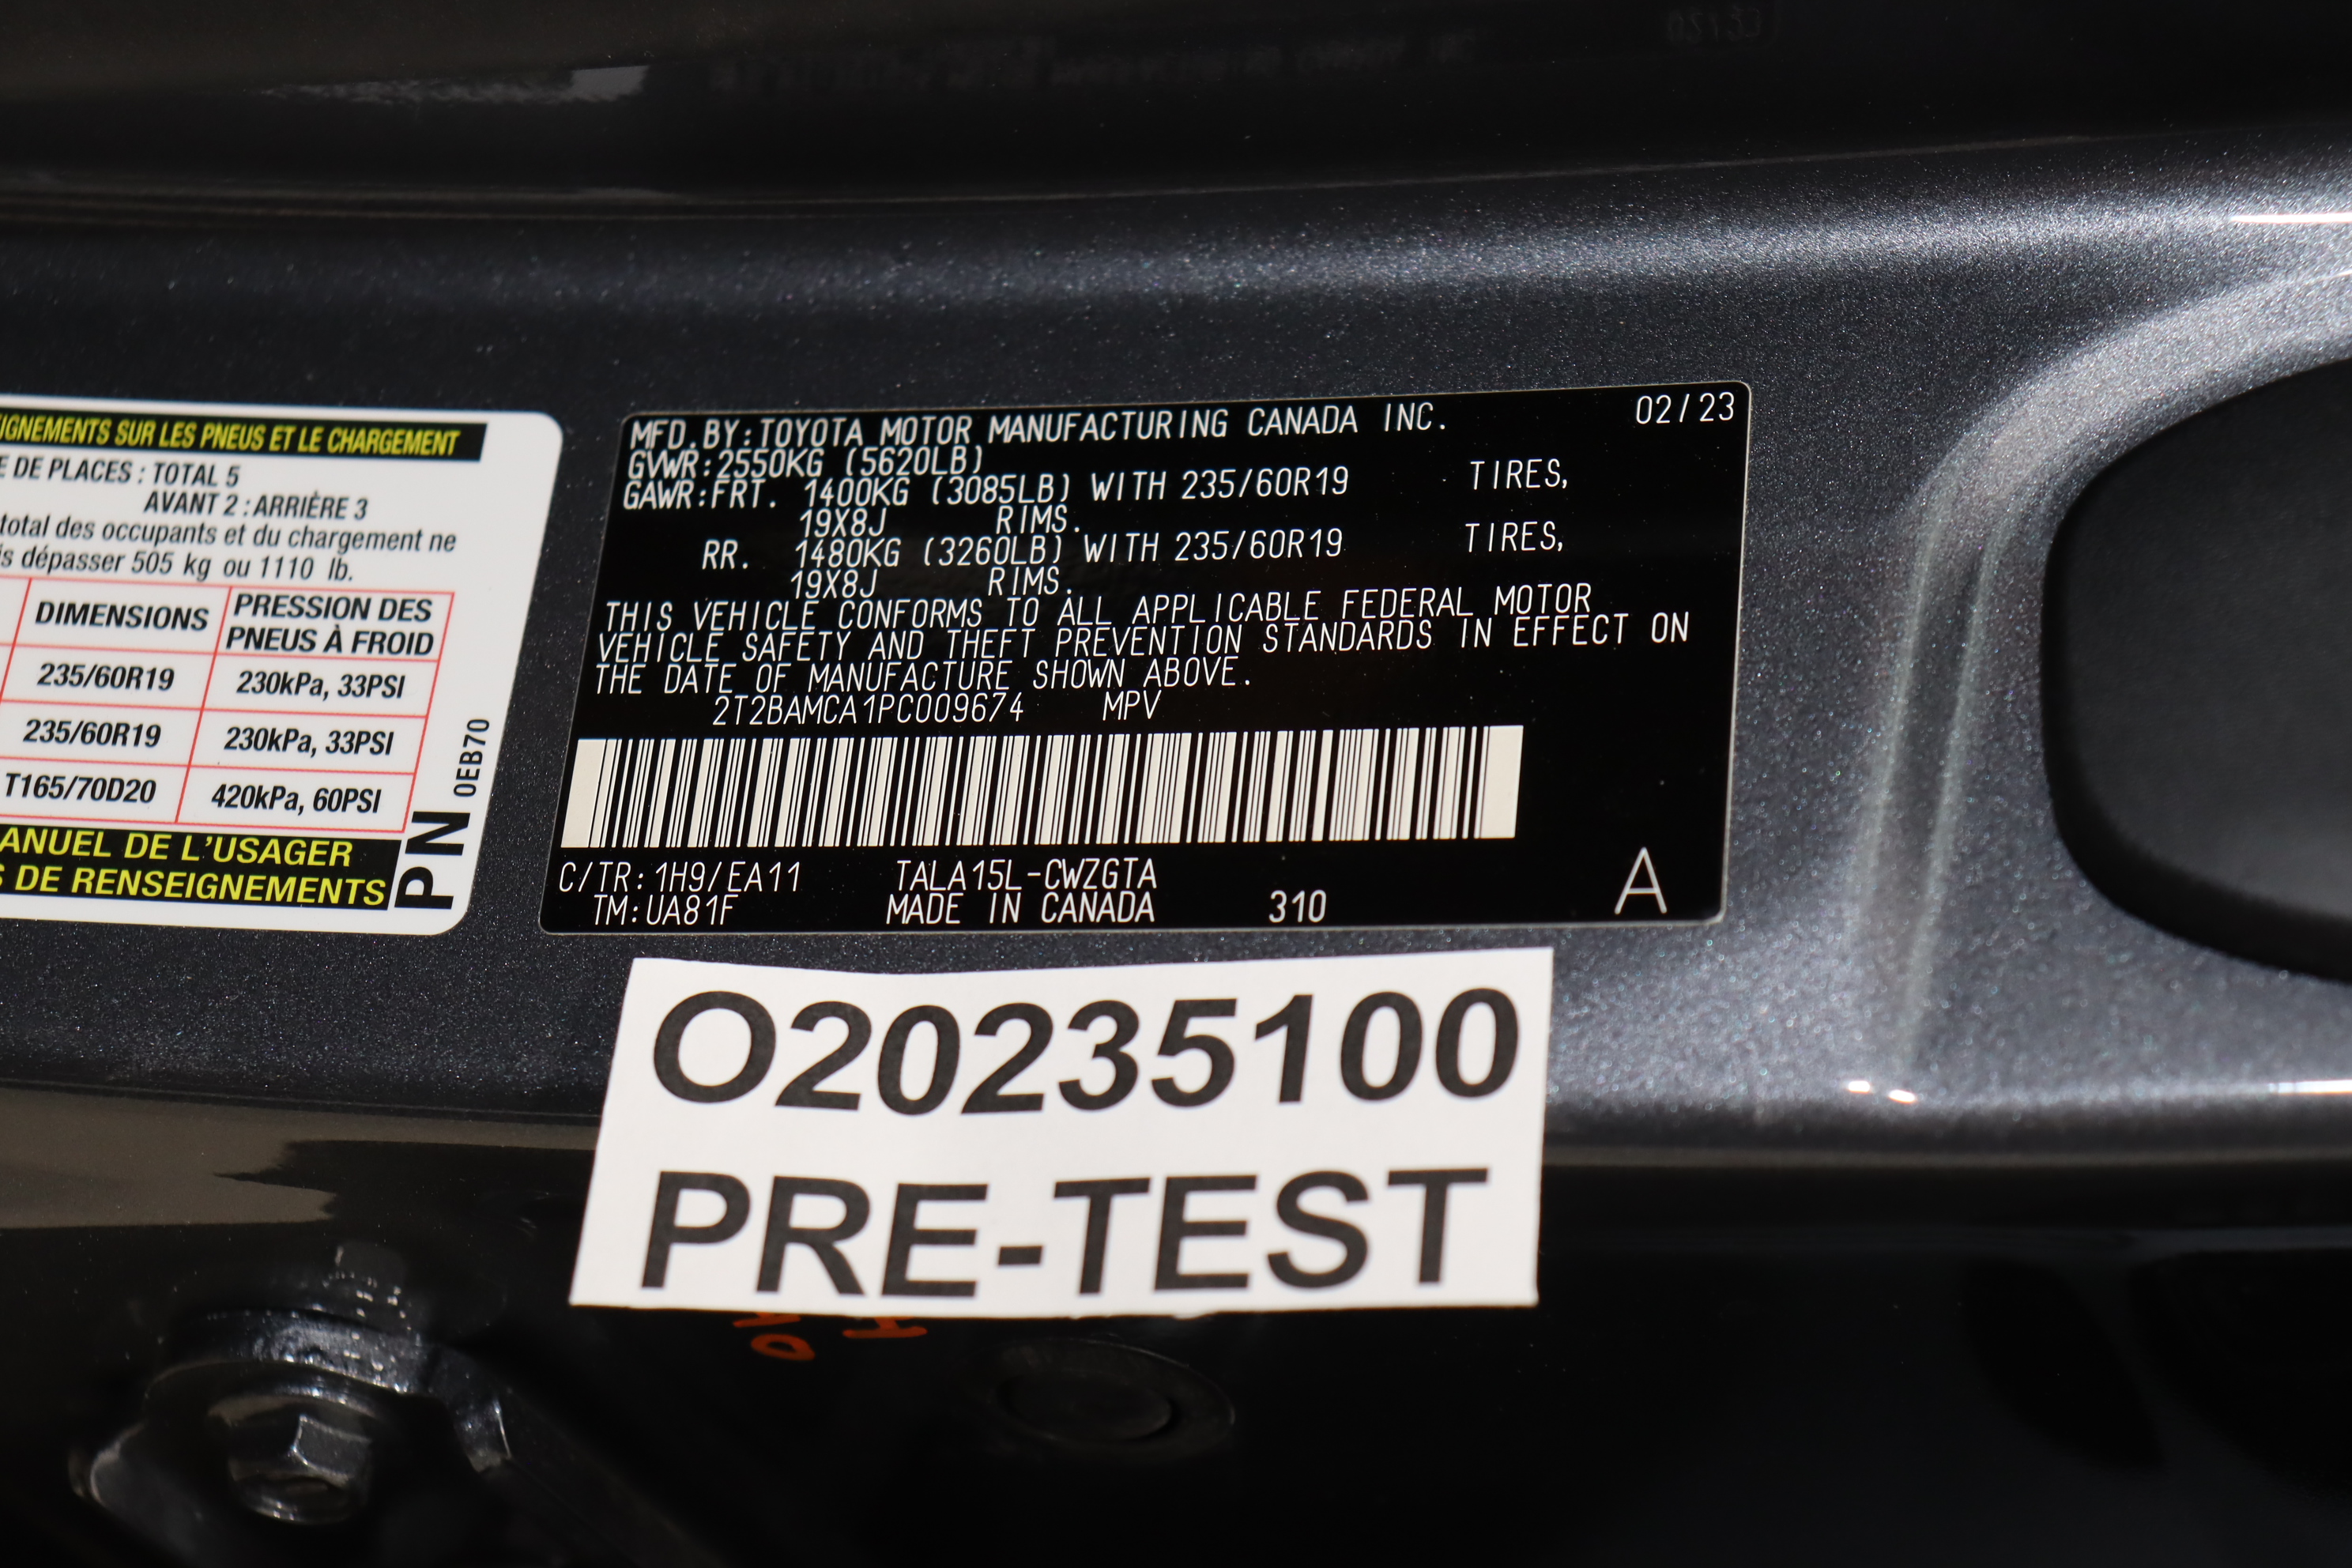 IGNEMENTS SUR LES PNEUS ET LE CHARGEMENT
E DE PLACES : TOTAL 5
AVANT 2 : ARRIÈRE 3
total des occupants et du chargement ne
is dépasser 505 kg ou 1110 lb.
DIMENSIONS
PRESSION DES
PNEUS À FROID
235/60R19 230kPa, 33PSI
235/60R19 230kPa, 33PSI
T165/70D20 420kPa, 60PSI
ANUEL DE L'USAGER
S DE RENSEIGNEMENTS
PN
0EB70
MFD.BY:TOYOTA MOTOR MANUFACTURING CANADA INC. 02/23
GVWR:2550KG (5620LB)
GAWR:FRT. 1400KG (3085LB) WITH 235/60R19 TIRES,
19X8J RIMS.
RR. 1480KG (3260LB) WITH 235/60R19 TIRES,
19X8J RIMS.
THIS VEHICLE CONFORMS TO ALL APPLICABLE FEDERAL MOTOR
VEHICLE SAFETY AND THEFT PREVENTION STANDARDS IN EFFECT ON
THE DATE OF MANUFACTURE SHOWN ABOVE.
2T2BAMCA1PC009674 MPV
C/TR:1H9/EA11 TALA15L-CWZGTA
TM:UA81F MADE IN CANADA 310
A
O20235100
PRE-TEST